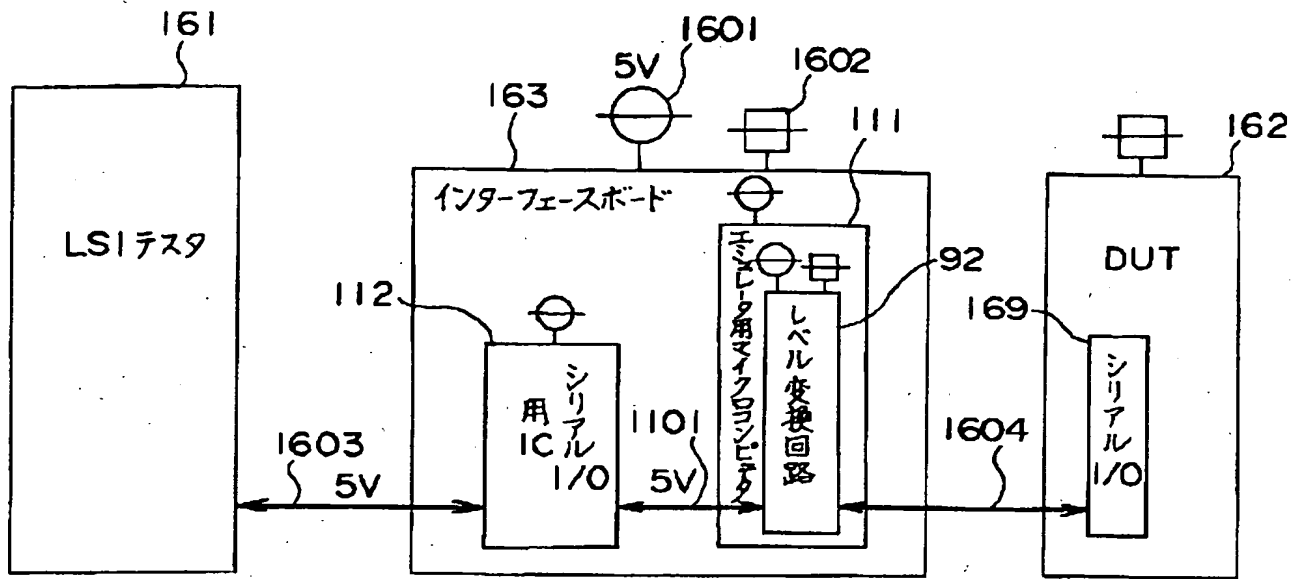 161
1601
5V
1602
163
111
162
インターフェースボード
LSIテスタ
エミュレータ用マイクロコンピュータ
92
DUT
112
レベル変換回路
169
シリアルI/O
用IC
シリアルI/O
1101
1604
1603
5V
5V